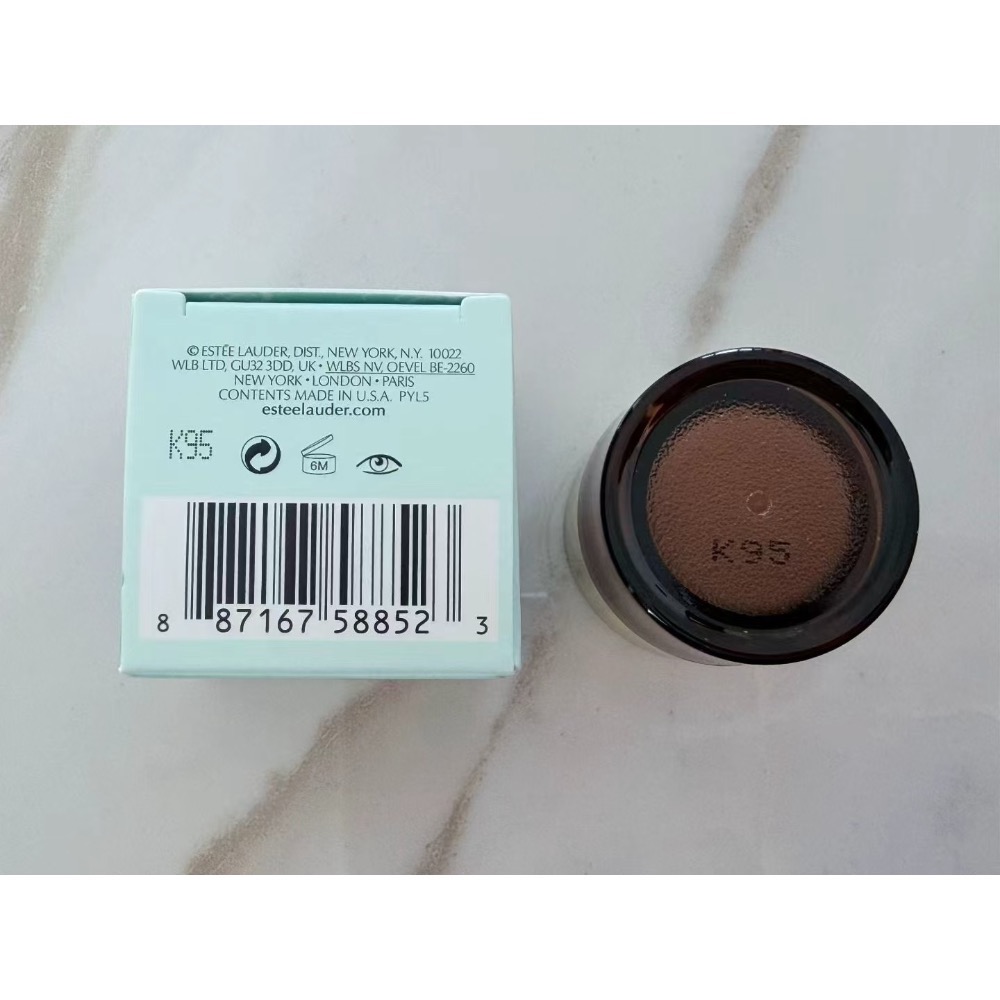 © ESTĒE LAUDER, DIST., NEW YORK, N.Y. 10022
WLB LTD, GU32 3DD, UK • WLBS NV, OEVEL BE-2260
NEW YORK • LONDON • PARIS
CONTENTS MADE IN U.S.A. PYL5
esteelauder.com
K95
6M
8 87167 58852 3
K95